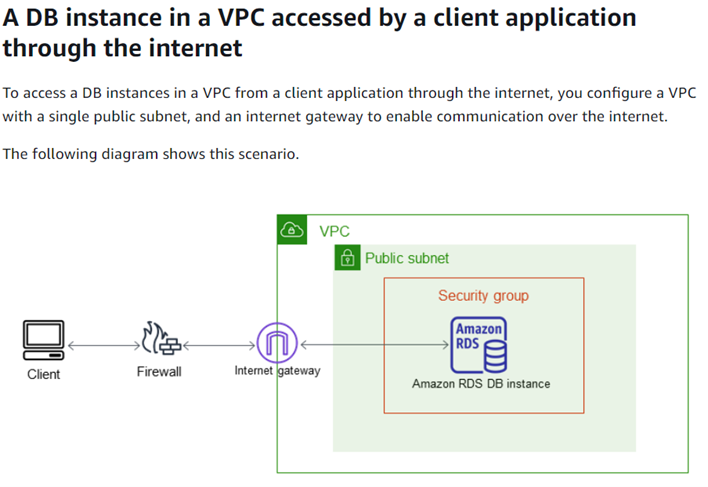 A DB instance in a VPC accessed by a client application
through the internet
To access a DB instances in a VPC from a client application through the internet, you configure a VPC
with a single public subnet, and an internet gateway to enable communication over the internet.
The following diagram shows this scenario.
VPC
Public subnet
Security group
Amazon
RDS
Client
Firewall
Internet gateway
Amazon RDS DB instance